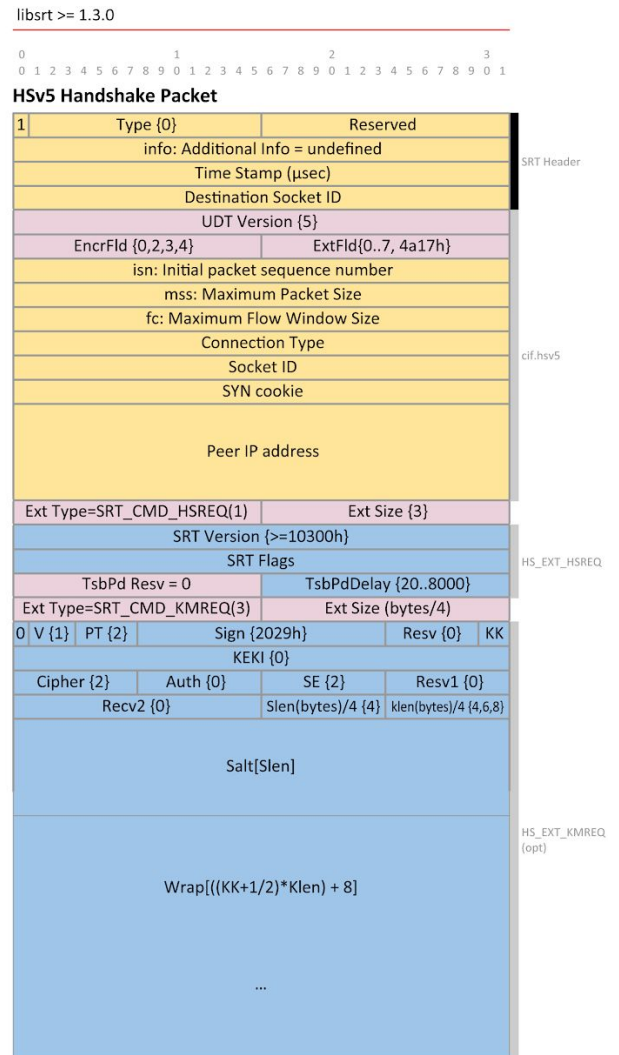 libsrt >= 1.3.0
0 1 2 3
0 1 2 3 4 5 6 7 8 9 0 1 2 3 4 5 6 7 8 9 0 1 2 3 4 5 6 7 8 9 0 1
HSv5 Handshake Packet
1 Type {0} Reserved
info: Additional Info = undefined
SRT Header
Time Stamp (µsec)
Destination Socket ID
UDT Version {5}
EncrFld {0,2,3,4} ExtFld{0..7, 4a17h}
isn: Initial packet sequence number
mss: Maximum Packet Size
fc: Maximum Flow Window Size
Connection Type
cif.hsv5
Socket ID
SYN cookie
Peer IP address
Ext Type=SRT_CMD_HSREQ(1) Ext Size {3}
SRT Version {>=10300h}
SRT Flags
HS_EXT_HSREQ
TsbPd Resv = 0 TsbPdDelay {20..8000}
Ext Type=SRT_CMD_KMREQ(3) Ext Size (bytes/4)
0 V {1} PT {2} Sign {2029h} Resv {0} KK
KEKI {0}
Cipher {2} Auth {0} SE {2} Resv1 {0}
Recv2 {0} Slen(bytes)/4 {4} klen(bytes)/4 {4,6,8}
Salt[Slen]
HS_EXT_KMREQ
(opt)
Wrap[((KK+1/2)*Klen) + 8]
...